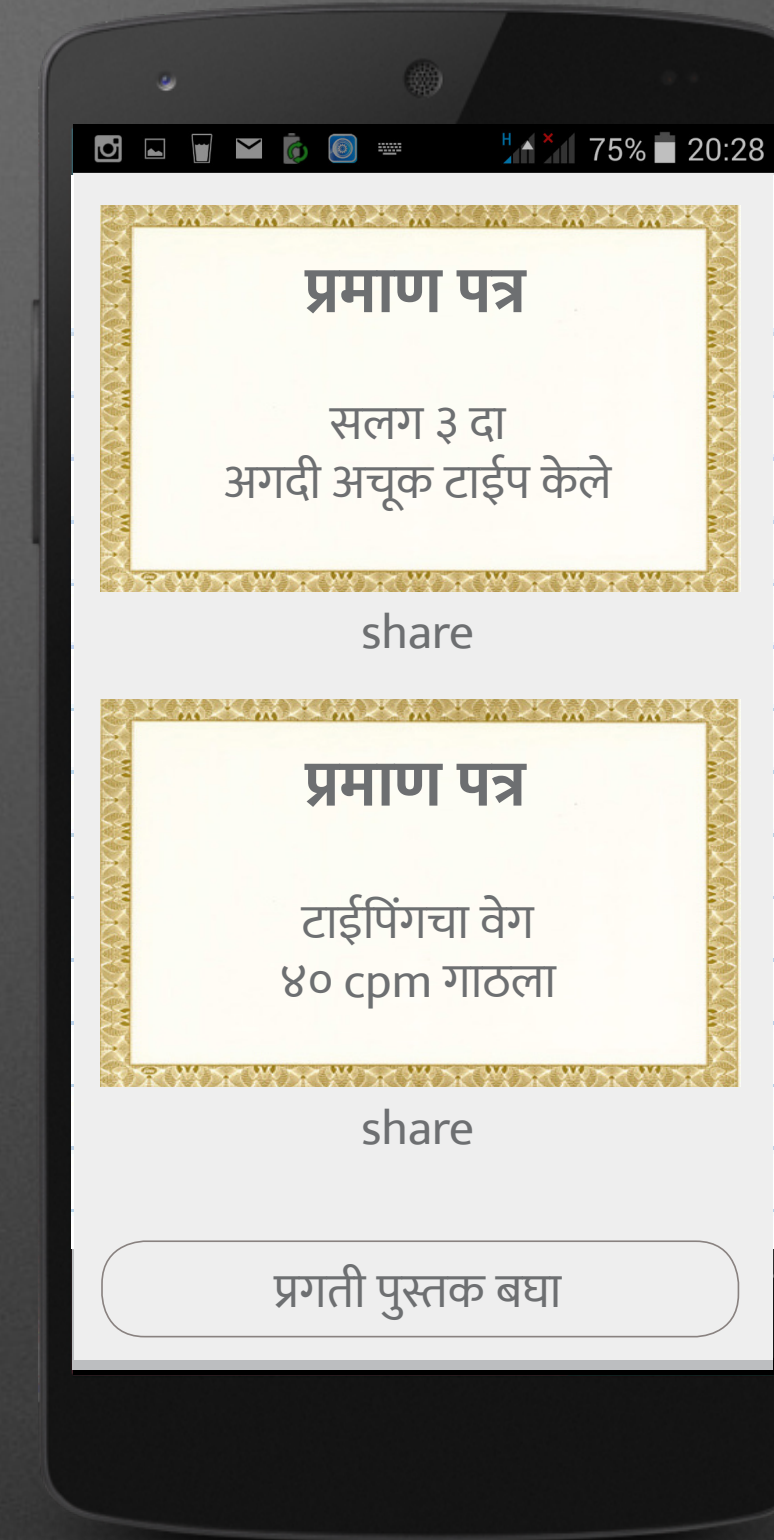 H 75% 20:28
प्रमाण पत्र
सलग ३ दा
अगदी अचूक टाईप केले
share
प्रमाण पत्र
टाईपिंगचा वेग
४० cpm गाठला
share
प्रगती पुस्तक बघा